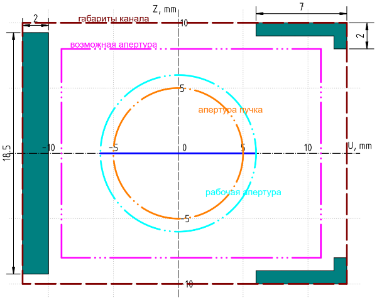 габариты канала
Z, mm
10
7
2
2
возможная апертура
5
апертура пучка
18,5
-10
-5
0
5
10
U, mm
рабочая апертура
-5
-10